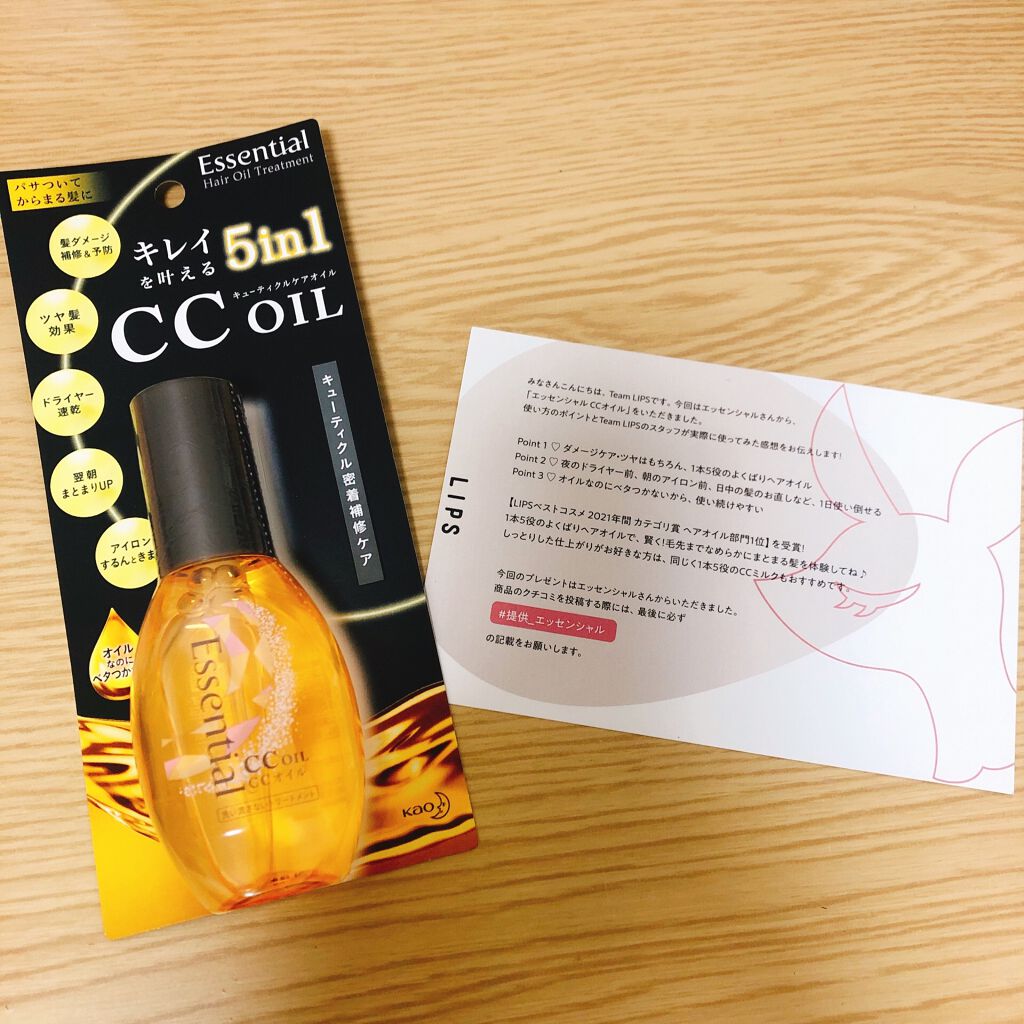 Essential
Hair Oil Treatment
パサついて
からまる髪に
髪ダメージ
補修&予防
キレイ
を叶える
5in1
キューティクルケアオイル
CC OIL
ツヤ髪
効果
ドライヤー
速乾
翌朝
まとまりUP
アイロン
するんときま
キューティクル密着補修ケア
オイル
なのに
ベタつか
Essential
CC OIL
CCオイル
洗い流さないトリートメント
Kao
LIPS
みなさんこんにちは、Team LIPSです。今回はエッセンシャルさんから、
「エッセンシャル CCオイル」をいただきました。
使い方のポイントとTeam LIPSのスタッフが実際に使ってみた感想をお伝えします!
Point 1 ♡ ダメージケア・ツヤはもちろん、1本5役のよくばりヘアオイル
Point 2 ♡ 夜のドライヤー前、朝のアイロン前、日中の髪のお直しなど、1日使い倒せる
Point 3 ♡ オイルなのにベタつかないから、使い続けやすい
【LIPSベストコスメ 2021年間 カテゴリ賞 ヘアオイル部門1位】を受賞!
1本5役のよくばりヘアオイルで、賢く!毛先までなめらかにまとまる髪を体験してね♪
しっとりした仕上がりがお好きな方は、同じく1本5役のCCミルクもおすすめです。
今回のプレゼントはエッセンシャルさんからいただきました。
商品のクチコミを投稿する際には、最後に必ず
#提供_エッセンシャル
の記載をお願いします。